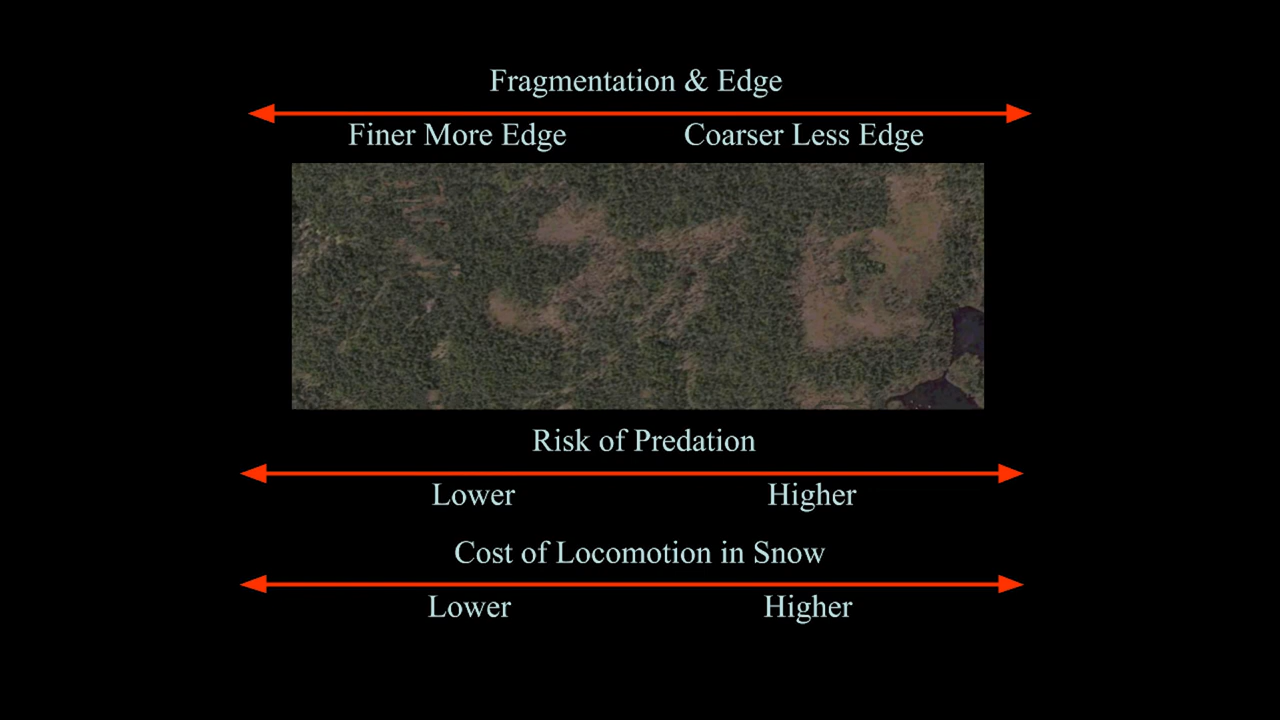 Fragmentation & Edge
Finer More Edge
Coarser Less Edge
Risk of Predation
Lower
Higher
Cost of Locomotion in Snow
Lower
Higher